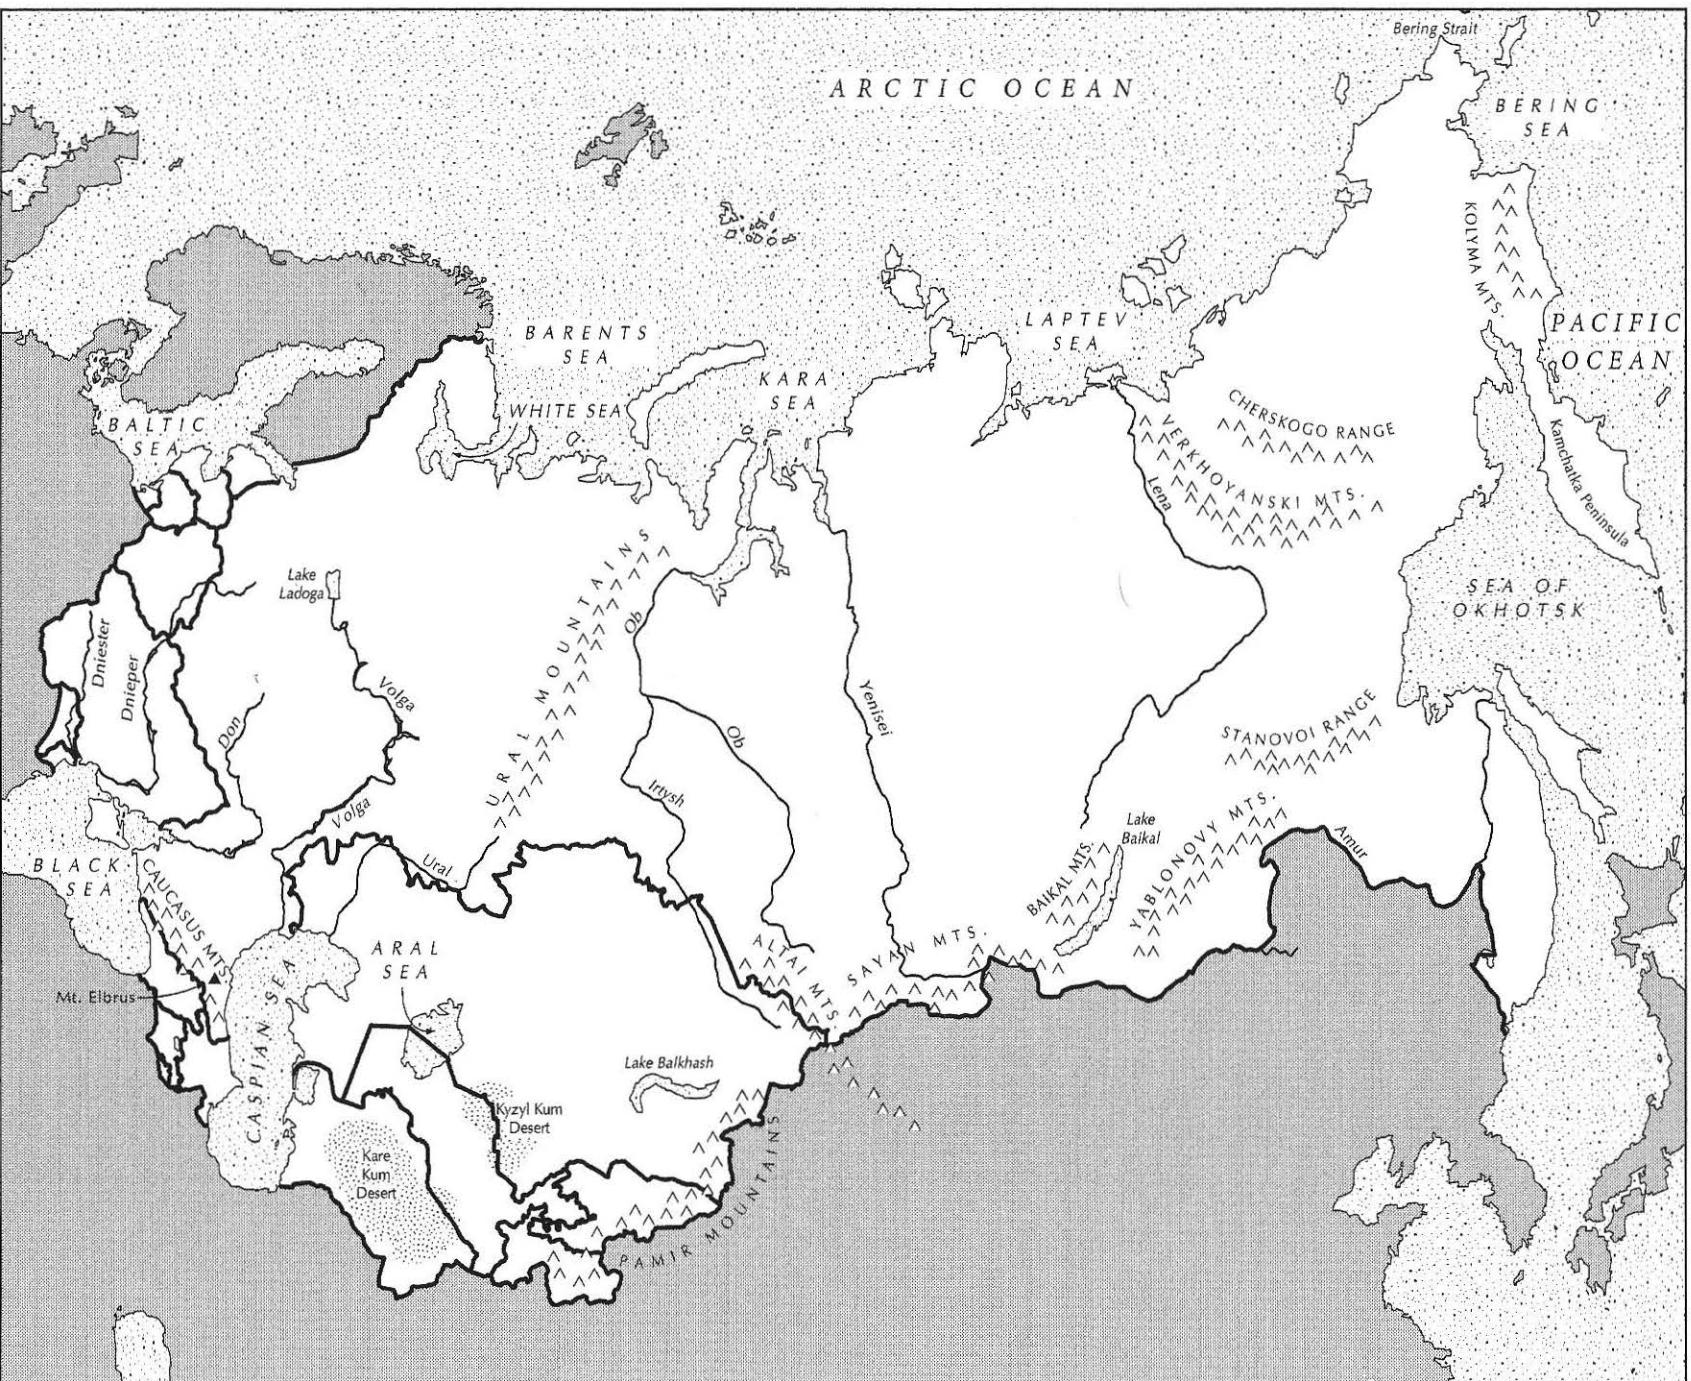 Bering Strait
ARCTIC OCEAN
BERING
SEA
KOLYMA MTS.
PACIFIC
OCEAN
BARENTS
SEA
LAPTEV
SEA
KARA
SEA
WHITE SEA
BALTIC
SEA
CHERSKOGO RANGE
VERKHOYANSKI MTS.
Lena
Kamchatka Peninsula
SEA OF
OKHOTSK
Lake
Ladoga
URAL MOUNTAINS
Ob
Dniester
Dnieper
Don
Volga
Yenisei
Ob
STANOVOI RANGE
Irtysh
Volga
Ural
Lake
Baikal
BAIKAL MTS.
YABLONOVY MTS.
Amur
BLACK
SEA
CAUCASUS MTS.
ALTAI MTS.
SAYAN MTS.
ARAL
SEA
Mt. Elbrus
CASPIAN SEA
Lake Balkhash
Kyzyl Kum
Desert
Kare
Kum
Desert
PAMIR MOUNTAINS